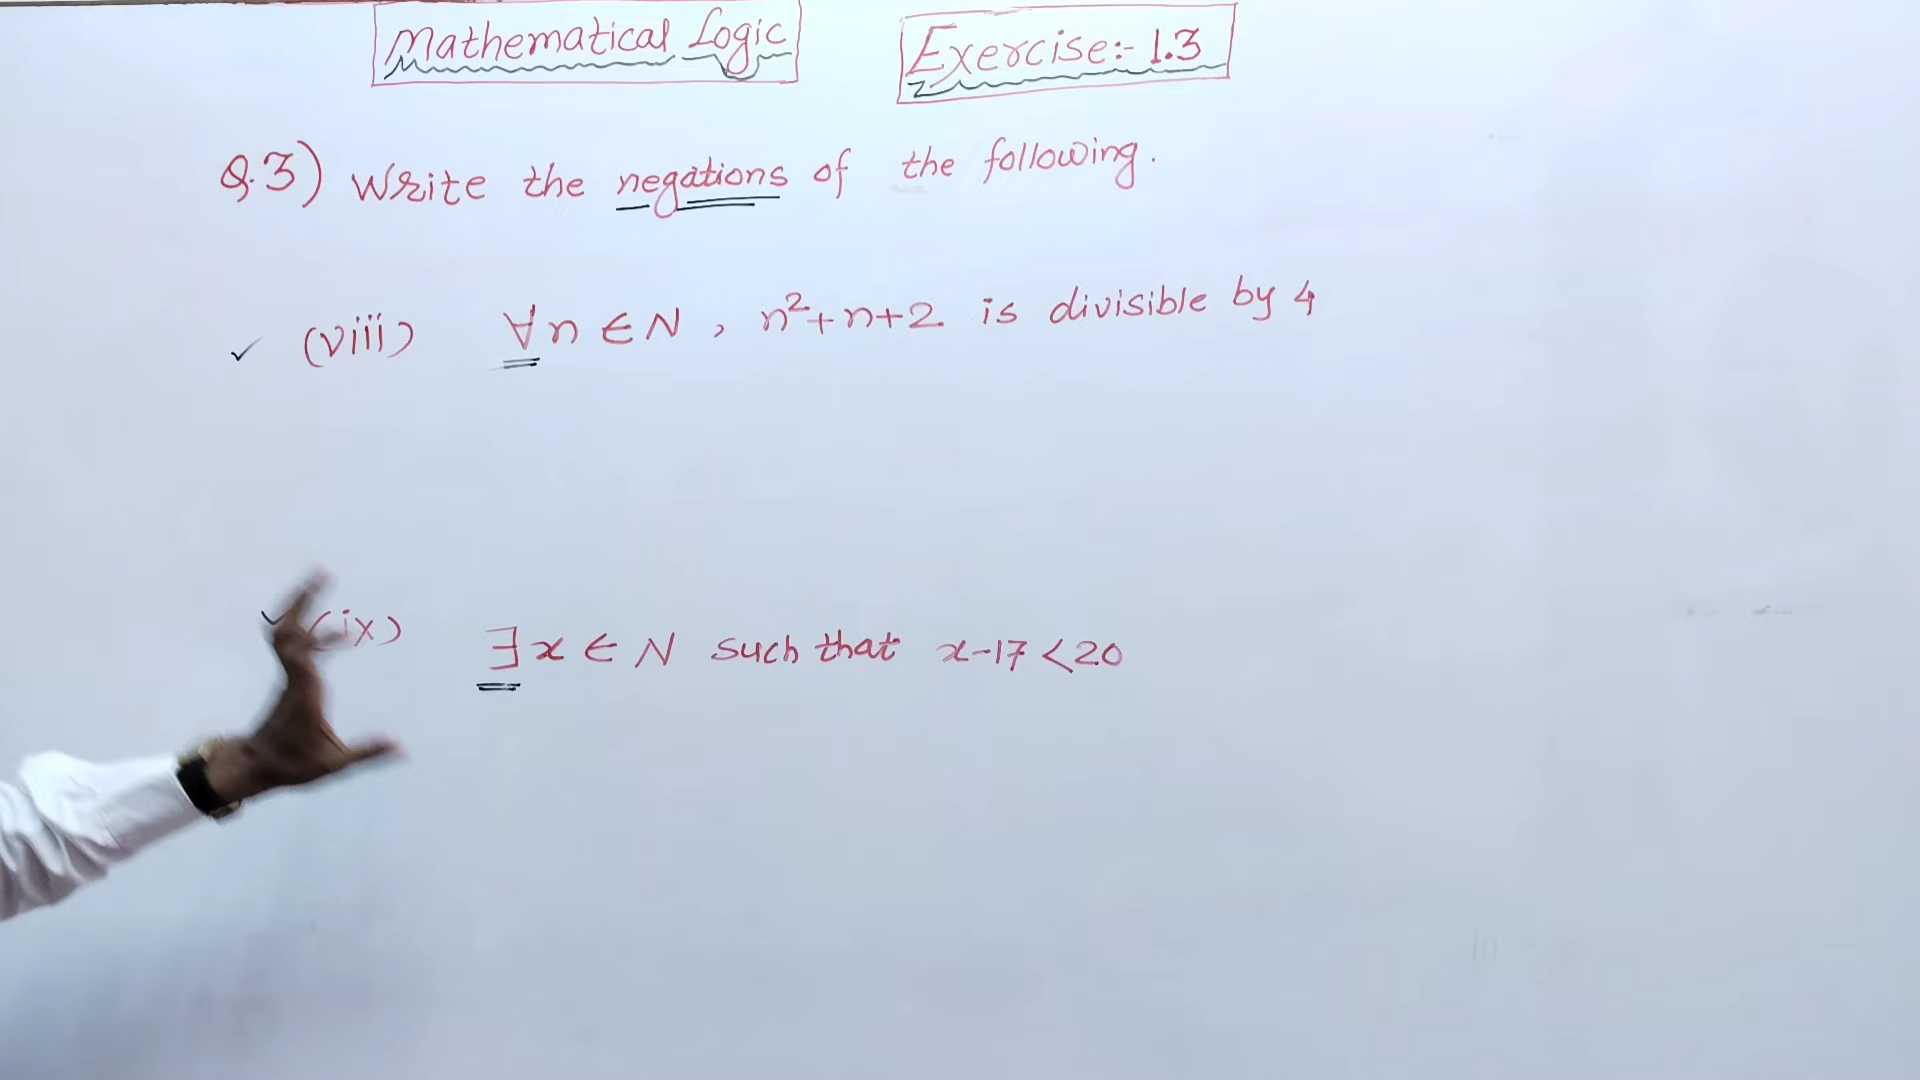 Mathematical Logic
Exercise:- 1.3
Q.3) Write the negations of the following.
(viii) ∀n ∈ N , n²+n+2 is divisible by 4
(ix) ∃x ∈ N such that x-17 <20